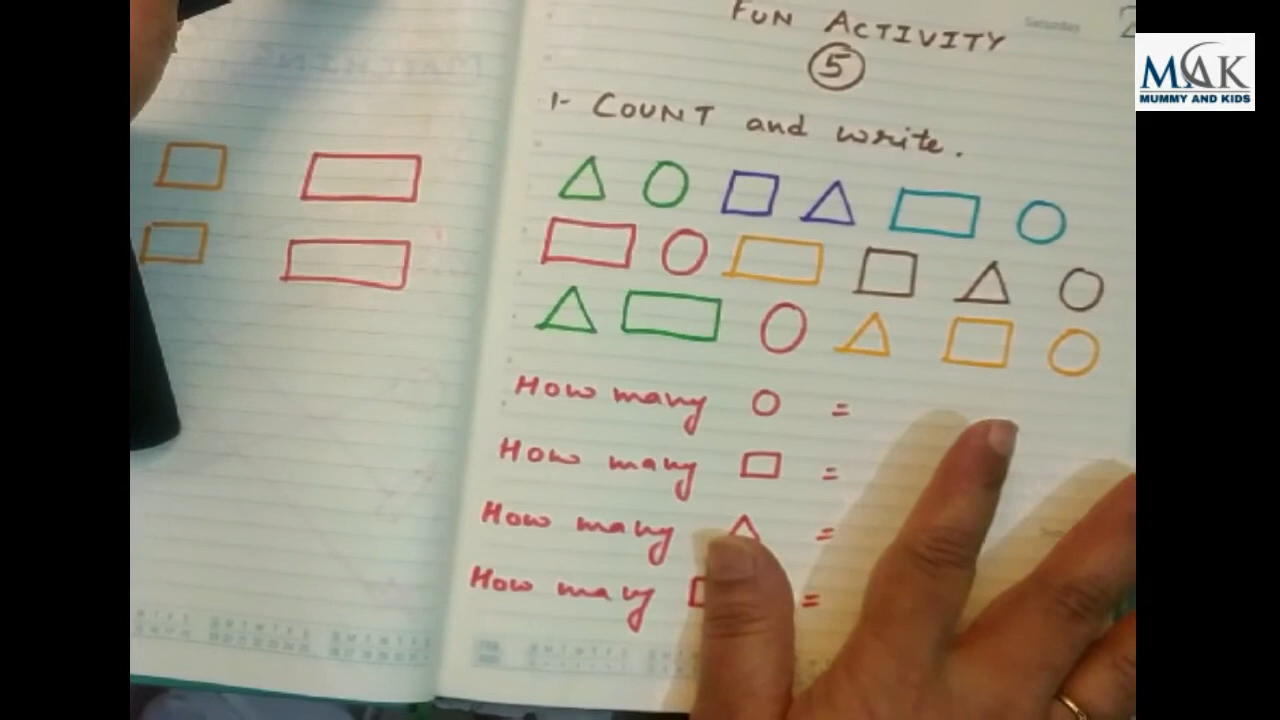 FUN ACTIVITY
5
1- COUNT and write.
How many =
How many =
How many =
How many =
Saturday
MAK
MUMMY AND KIDS